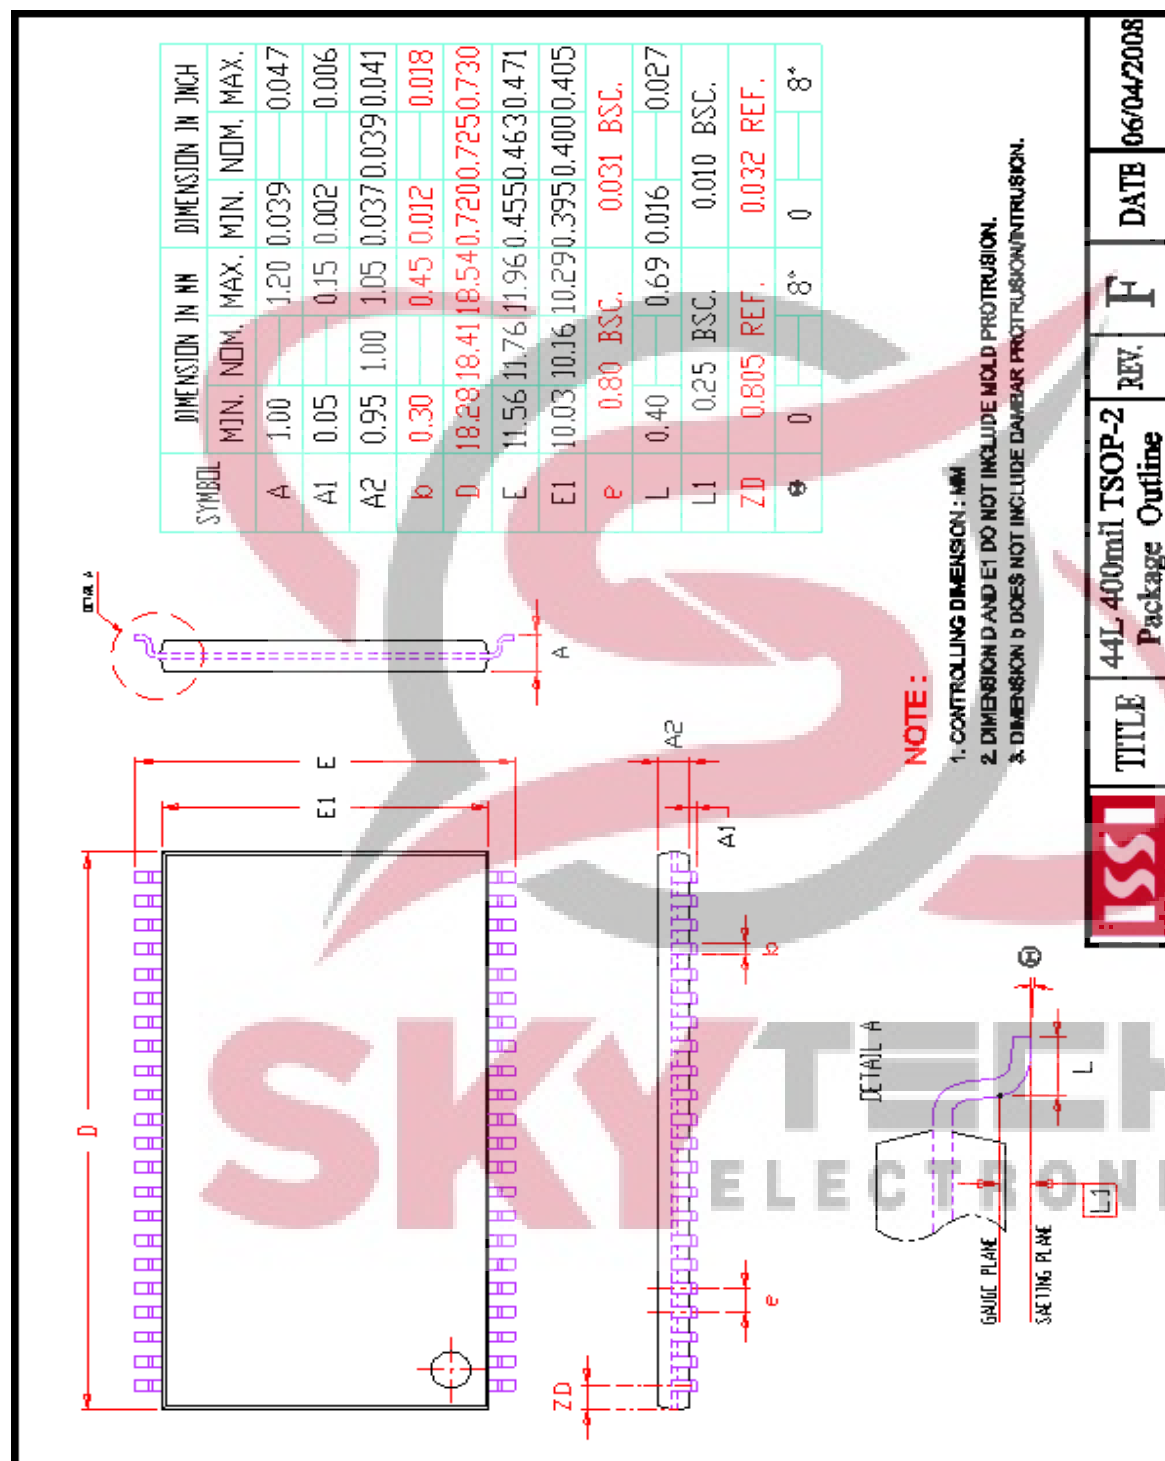 SYMBOL DIMENSION IN MM DIMENSION IN INCH
MIN. NOM. MAX. MIN. NOM. MAX.
A 1.00 1.20 0.039 0.047
A1 0.05 0.15 0.002 0.006
A2 0.95 1.00 1.05 0.037 0.039 0.041
b 0.30 0.45 0.012 0.018
D 18.28 18.41 18.54 0.720 0.725 0.730
E 11.56 11.76 11.96 0.455 0.463 0.471
E1 10.03 10.16 10.29 0.395 0.400 0.405
e 0.80 BSC. 0.031 BSC.
L 0.40 0.69 0.016 0.027
L1 0.25 BSC. 0.010 BSC.
ZD 0.805 REF. 0.032 REF.
Θ 0 8° 0 8°
DETAIL A
D
E1
E
A
A2
A1
b
e
ZD
DETAIL A
Θ
L
L1
GAUGE PLANE
SAETING PLANE
NOTE :
1. CONTROLLING DIMENSION : MM
2. DIMENSION D AND E1 DO NOT INCLUDE MOLD PROTRUSION.
3. DIMENSION b DOES NOT INCLUDE DAMBAR PROTRUSION/INTRUSION.
ISSI
TITLE
44L 400mil TSOP-2
Package Outline
REV.
F
DATE
06/04/2008
SKYTECH
ELECTRONI